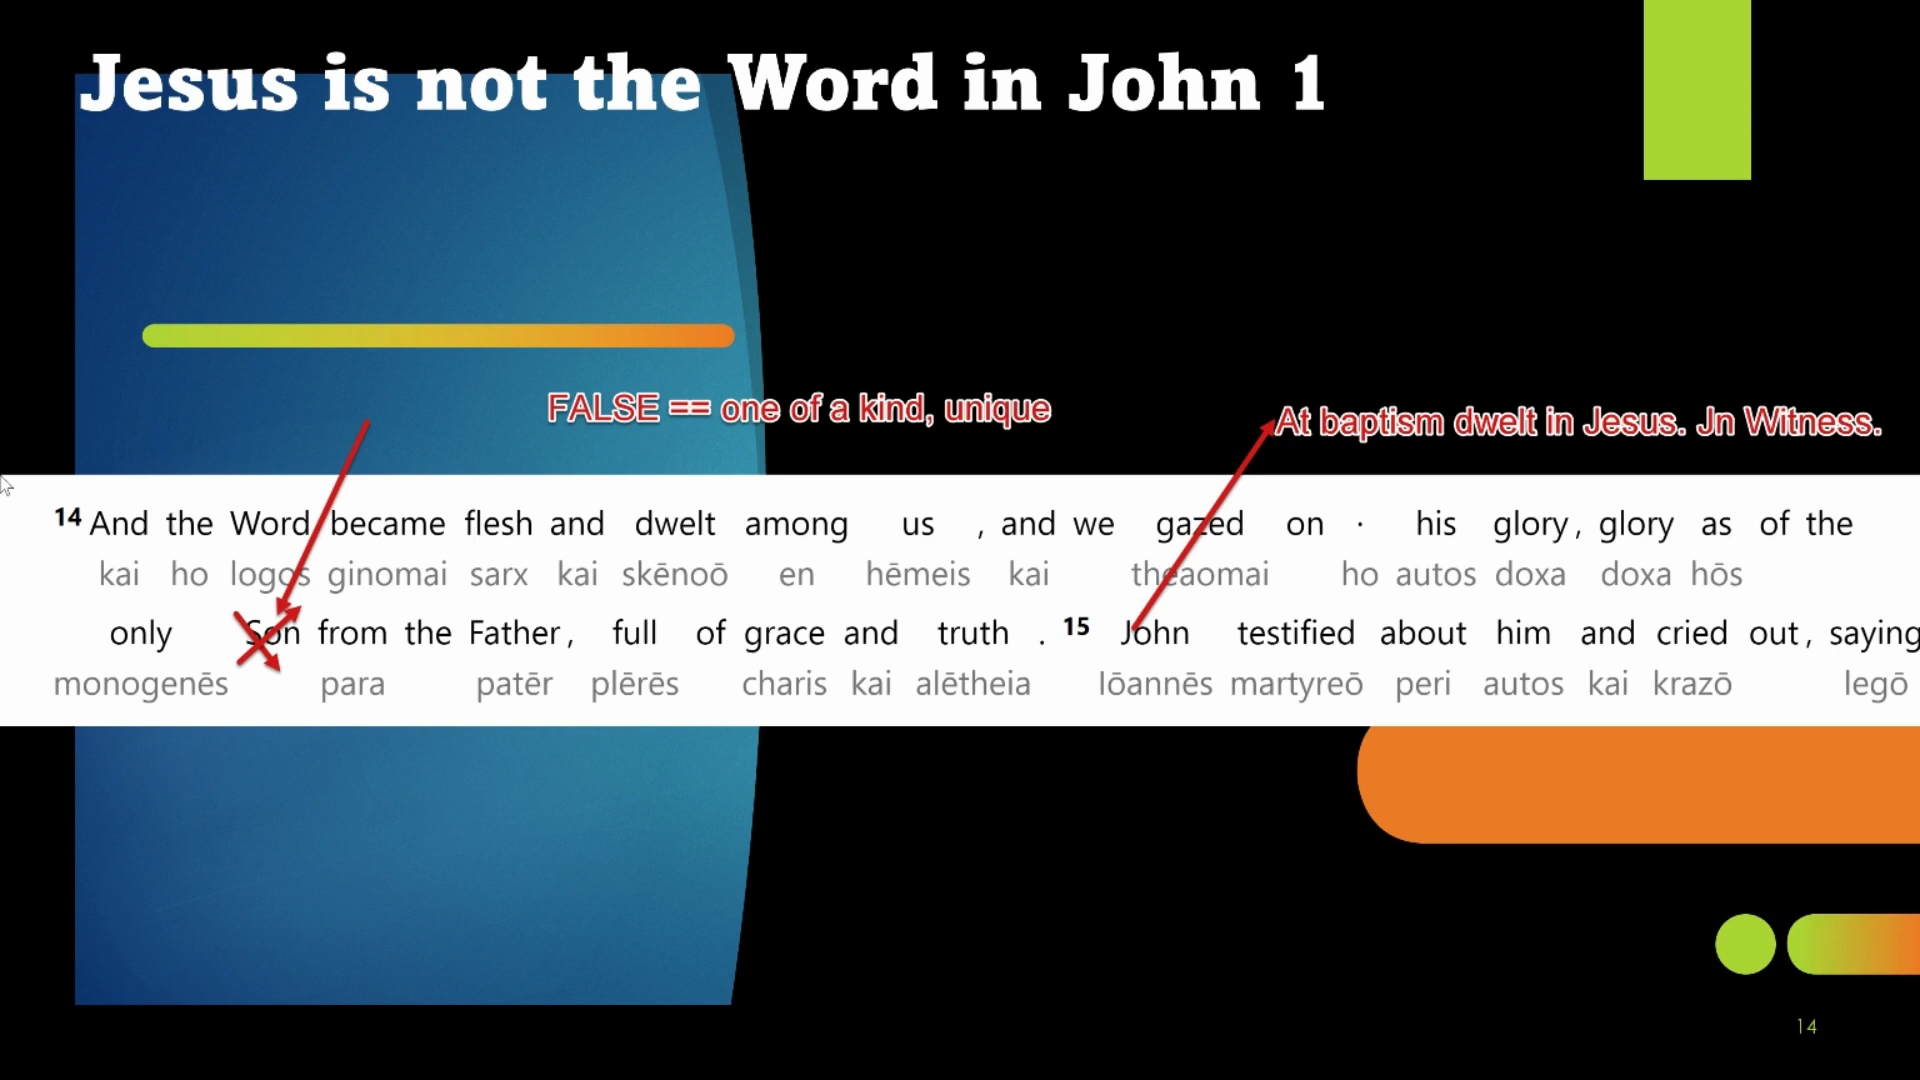 Jesus is not the Word in John 1
FALSE == one of a kind, unique
At baptism dwelt in Jesus. Jn Witness.
14 And the Word became flesh and dwelt among us , and we gazed on · his glory, glory as of the
kai ho logos ginomai sarx kai skēnoō en hēmeis kai theaomai ho autos doxa doxa hōs
only Son from the Father, full of grace and truth . 15 John testified about him and cried out, saying
monogenēs para patēr plērēs charis kai alētheia Iōannēs martyreō peri autos kai krazō legō
14